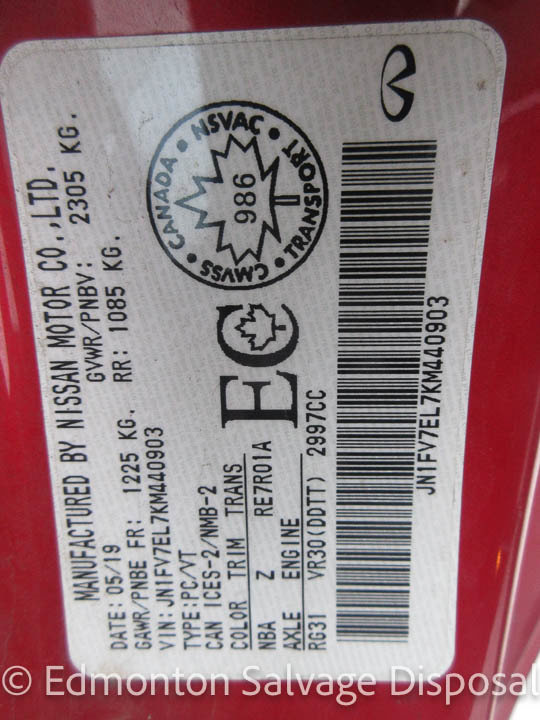 MANUFACTURED BY NISSAN MOTOR CO.,LTD.
DATE: 05/19 GVWR/PNBV: 2305 KG.
GAWR/PNBE FR: 1225 KG. RR: 1085 KG.
VIN: JN1FV7EL7KM440903
TYPE:PC/VT
CAN ICES-2/NMB-2
COLOR TRIM TRANS
NBA Z RE7R01A
AXLE ENGINE
RG31 VR30(DDTT) 2997CC
EC
CANADA • NSVAC • TRANSPORT • CMVSS •
986
JN1FV7EL7KM440903
© Edmonton Salvage Disposal